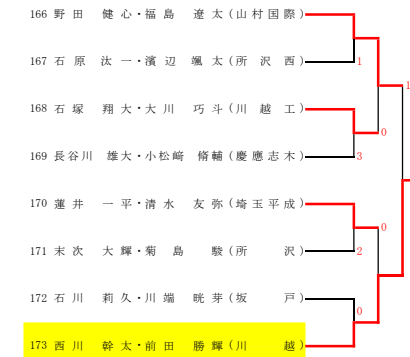 166 野田 健心・福島 遼太(山村国際)
1
167 石原 汰一・濱辺 颯太(所沢西)
1
168 石塚 翔大・大川 巧斗(川越工)
0
169 長谷川 雄大・小松﨑 脩輔(慶應志木)
3
170 蓮井 一平・清水 友弥(埼玉平成)
0
171 末次 大輝・菊島 駿(所沢)
2
172 石川 莉久・川端 晄芽(坂戸)
0
173 西川 幹太・前田 勝輝(川越)